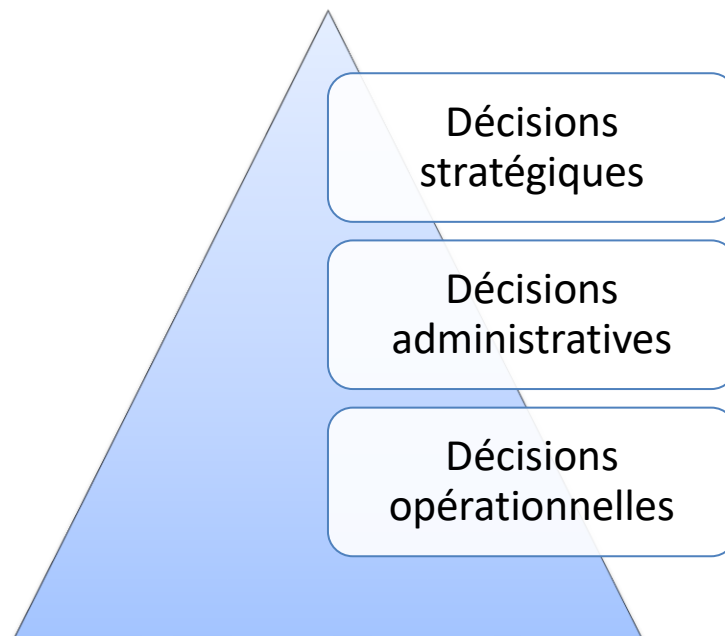 Décisions
stratégiques
Décisions
administratives
Décisions
opérationnelles